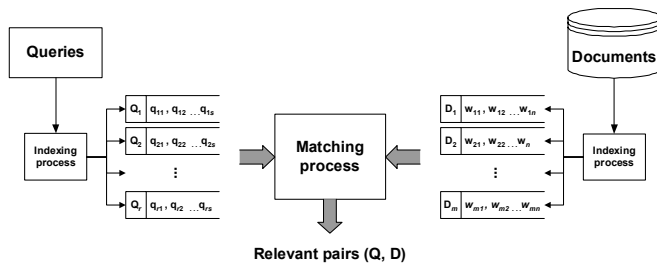 Queries
Documents
Q1 q11 , q12 ...q1s
D1 w11, w12 ...w1n
Indexing
process
Q2 q21 , q22 ...q2s
Matching
process
D2 w21, w22 ...wn
Indexing
process
⋮
⋮
Qr qr1 , qr2 ...qrs
Dm wm1, wm2 ...wmn
Relevant pairs (Q, D)